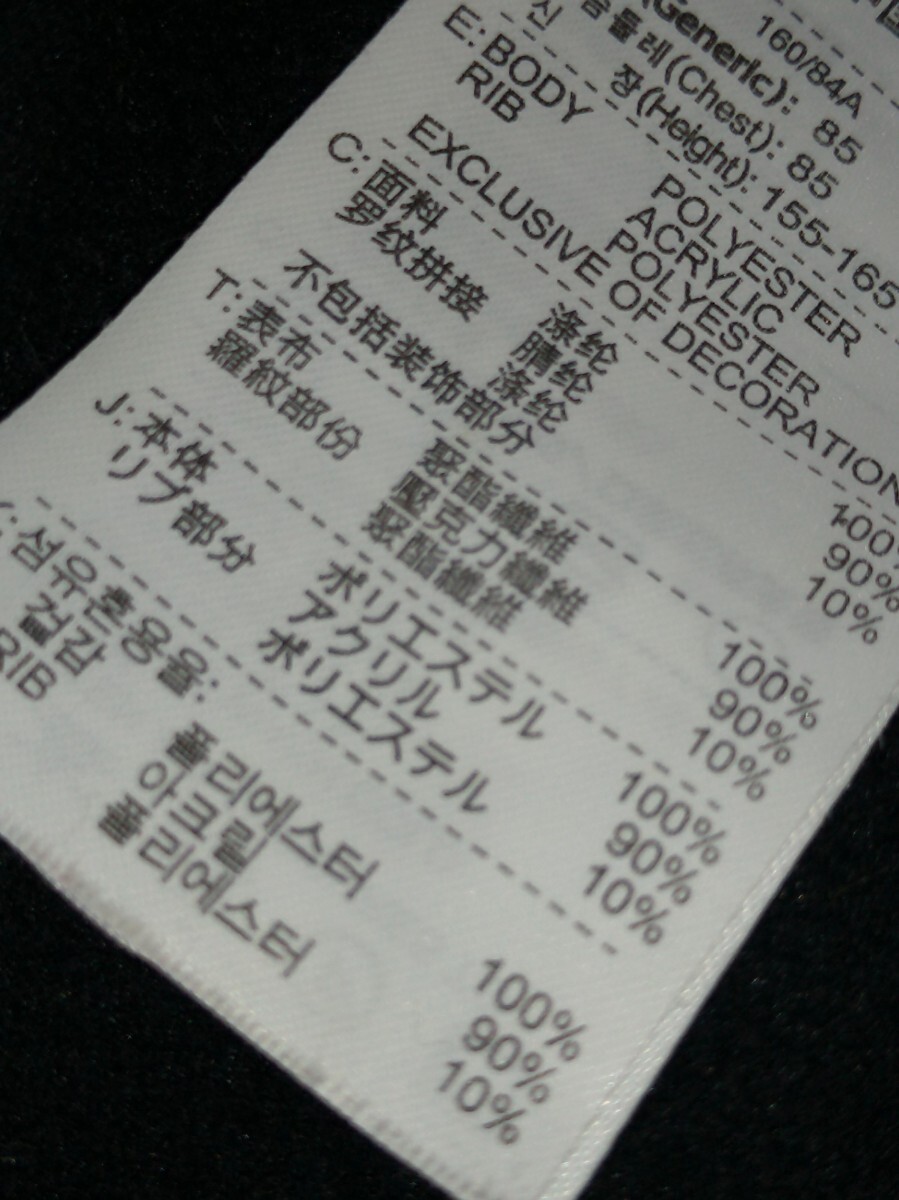 160/84A
(Generic): 85
둘레(Chest): 85
신 장(Height): 155-165
E: BODY POLYESTER 100%
RIB ACRYLIC 90%
POLYESTER 10%
EXCLUSIVE OF DECORATION
C: 面料 涤纶 100%
罗纹拼接 腈纶 90%
涤纶 10%
不包括装饰部分
T: 表布 聚酯纖維 100%
羅紋部份 壓克力纖維 90%
聚酯纖維 10%
J: 本体 ポリエステル 100%
リブ部分 アクリル 90%
ポリエステル 10%
섬유혼용율:
겉감 폴리에스터
RIB 아크릴
폴리에스터